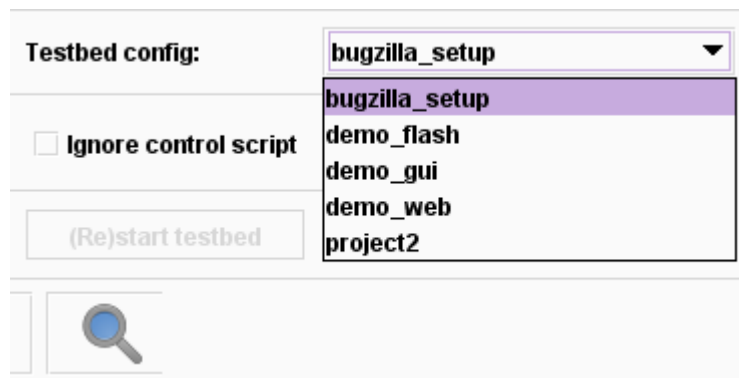 Testbed config:
bugzilla_setup
bugzilla_setup
demo_flash
Ignore control script
demo_gui
demo_web
(Re)start testbed
project2